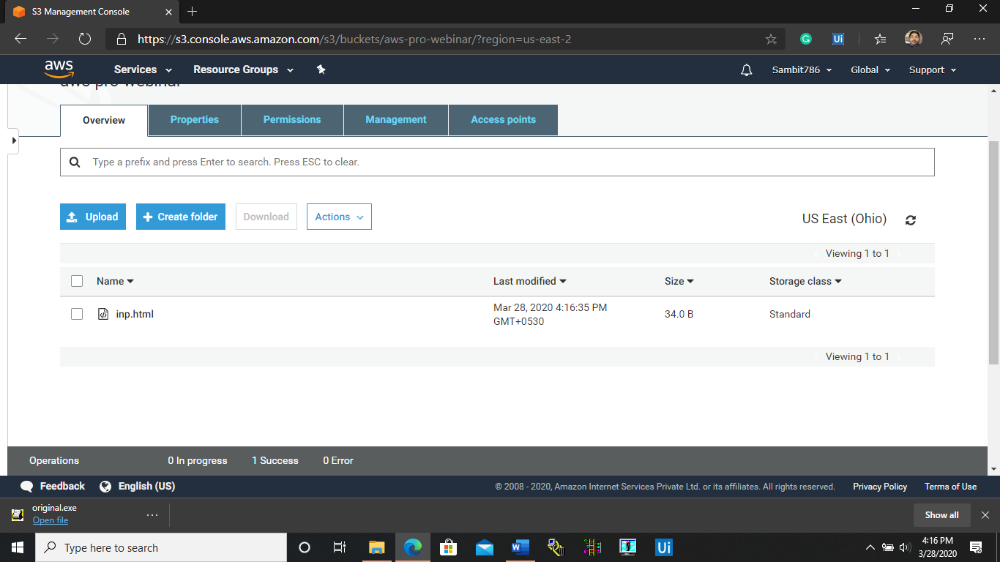 S3 Management Console
https://s3.console.aws.amazon.com/s3/buckets/aws-pro-webinar/?region=us-east-2
Ui
aws Services Resource Groups Sambit786 Global Support
aws-pro-webinar
Overview Properties Permissions Management Access points
Type a prefix and press Enter to search. Press ESC to clear.
Upload Create folder Download Actions US East (Ohio)
Viewing 1 to 1
Name Last modified Size Storage class
inp.html Mar 28, 2020 4:16:35 PM GMT+0530 34.0 B Standard
Viewing 1 to 1
Operations 0 In progress 1 Success 0 Error
Feedback English (US) © 2008 - 2020, Amazon Internet Services Private Ltd. or its affiliates. All rights reserved. Privacy Policy Terms of Use
original.exe
Open file
Show all
Type here to search
Ui
4:16 PM
3/28/2020